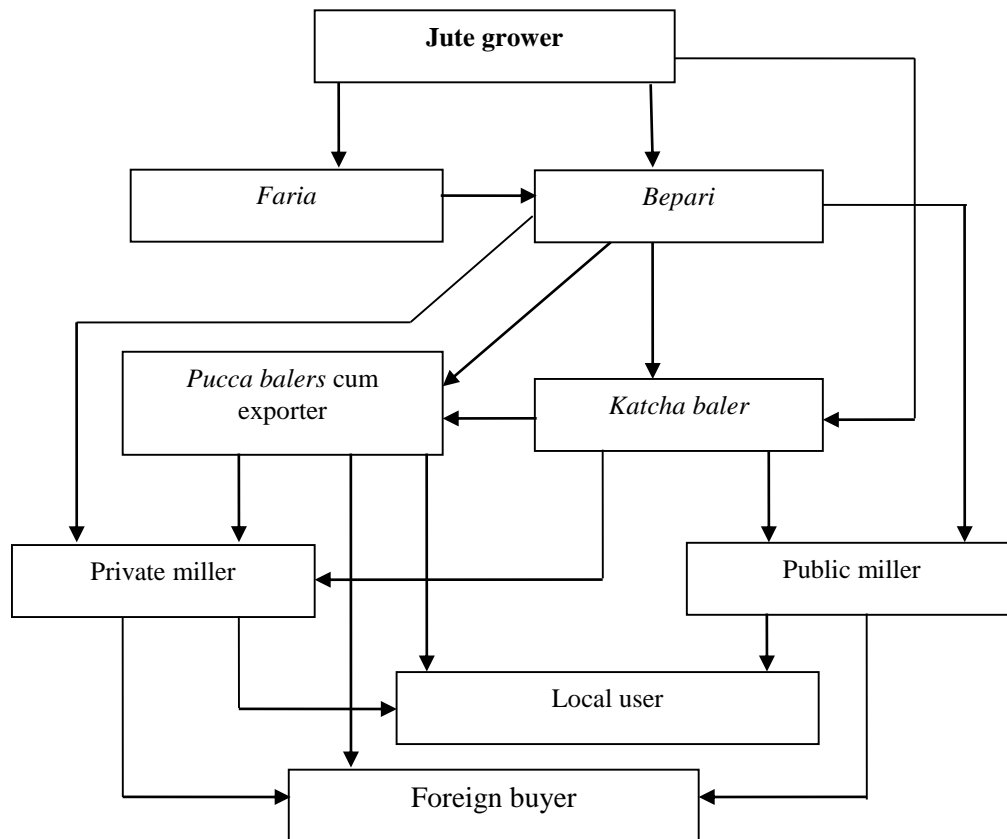 Jute grower
Faria
Bepari
Pucca balers cum
exporter
Katcha baler
Private miller
Public miller
Local user
Foreign buyer